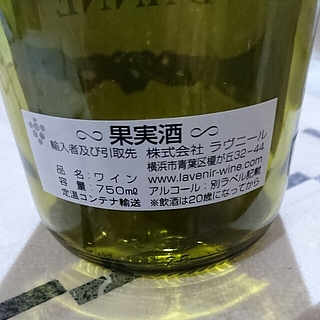 ∽ 果実酒 ∽
輸入者及び引取先 株式会社 ラヴニール
横浜市青葉区榎が丘32-44
品名:ワイン www.lavenir-wine.com
容量:750mℓ アルコール:別ラベル記載
定温コンテナ輸送 ※飲酒は20歳になってから